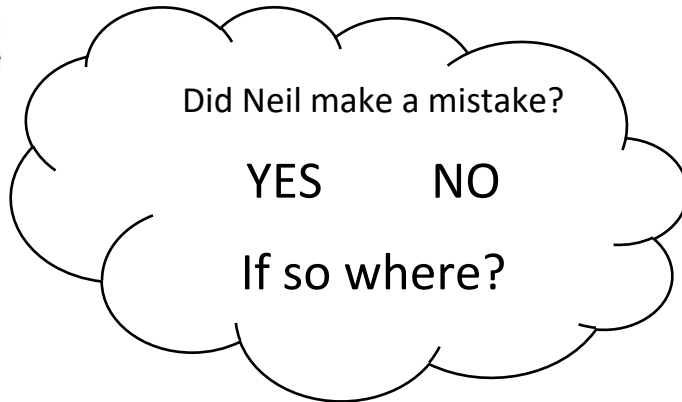 Did Neil make a mistake?
YES NO
If so where?